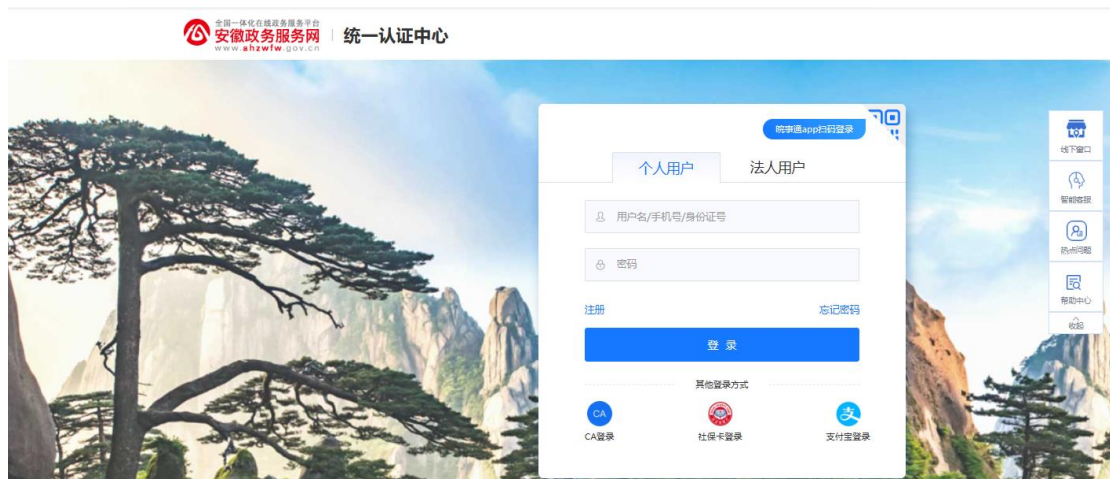 全国一体化在线政务服务平台
安徽政务服务网
www.ahzwfw.gov.cn
统一认证中心
皖事通app扫码登录
个人用户
法人用户
用户名/手机号/身份证号
密码
注册
忘记密码
登 录
其他登录方式
CA
CA登录
社保卡登录
支
支付宝登录
线下窗口
智能客服
热点问题
帮助中心
收起